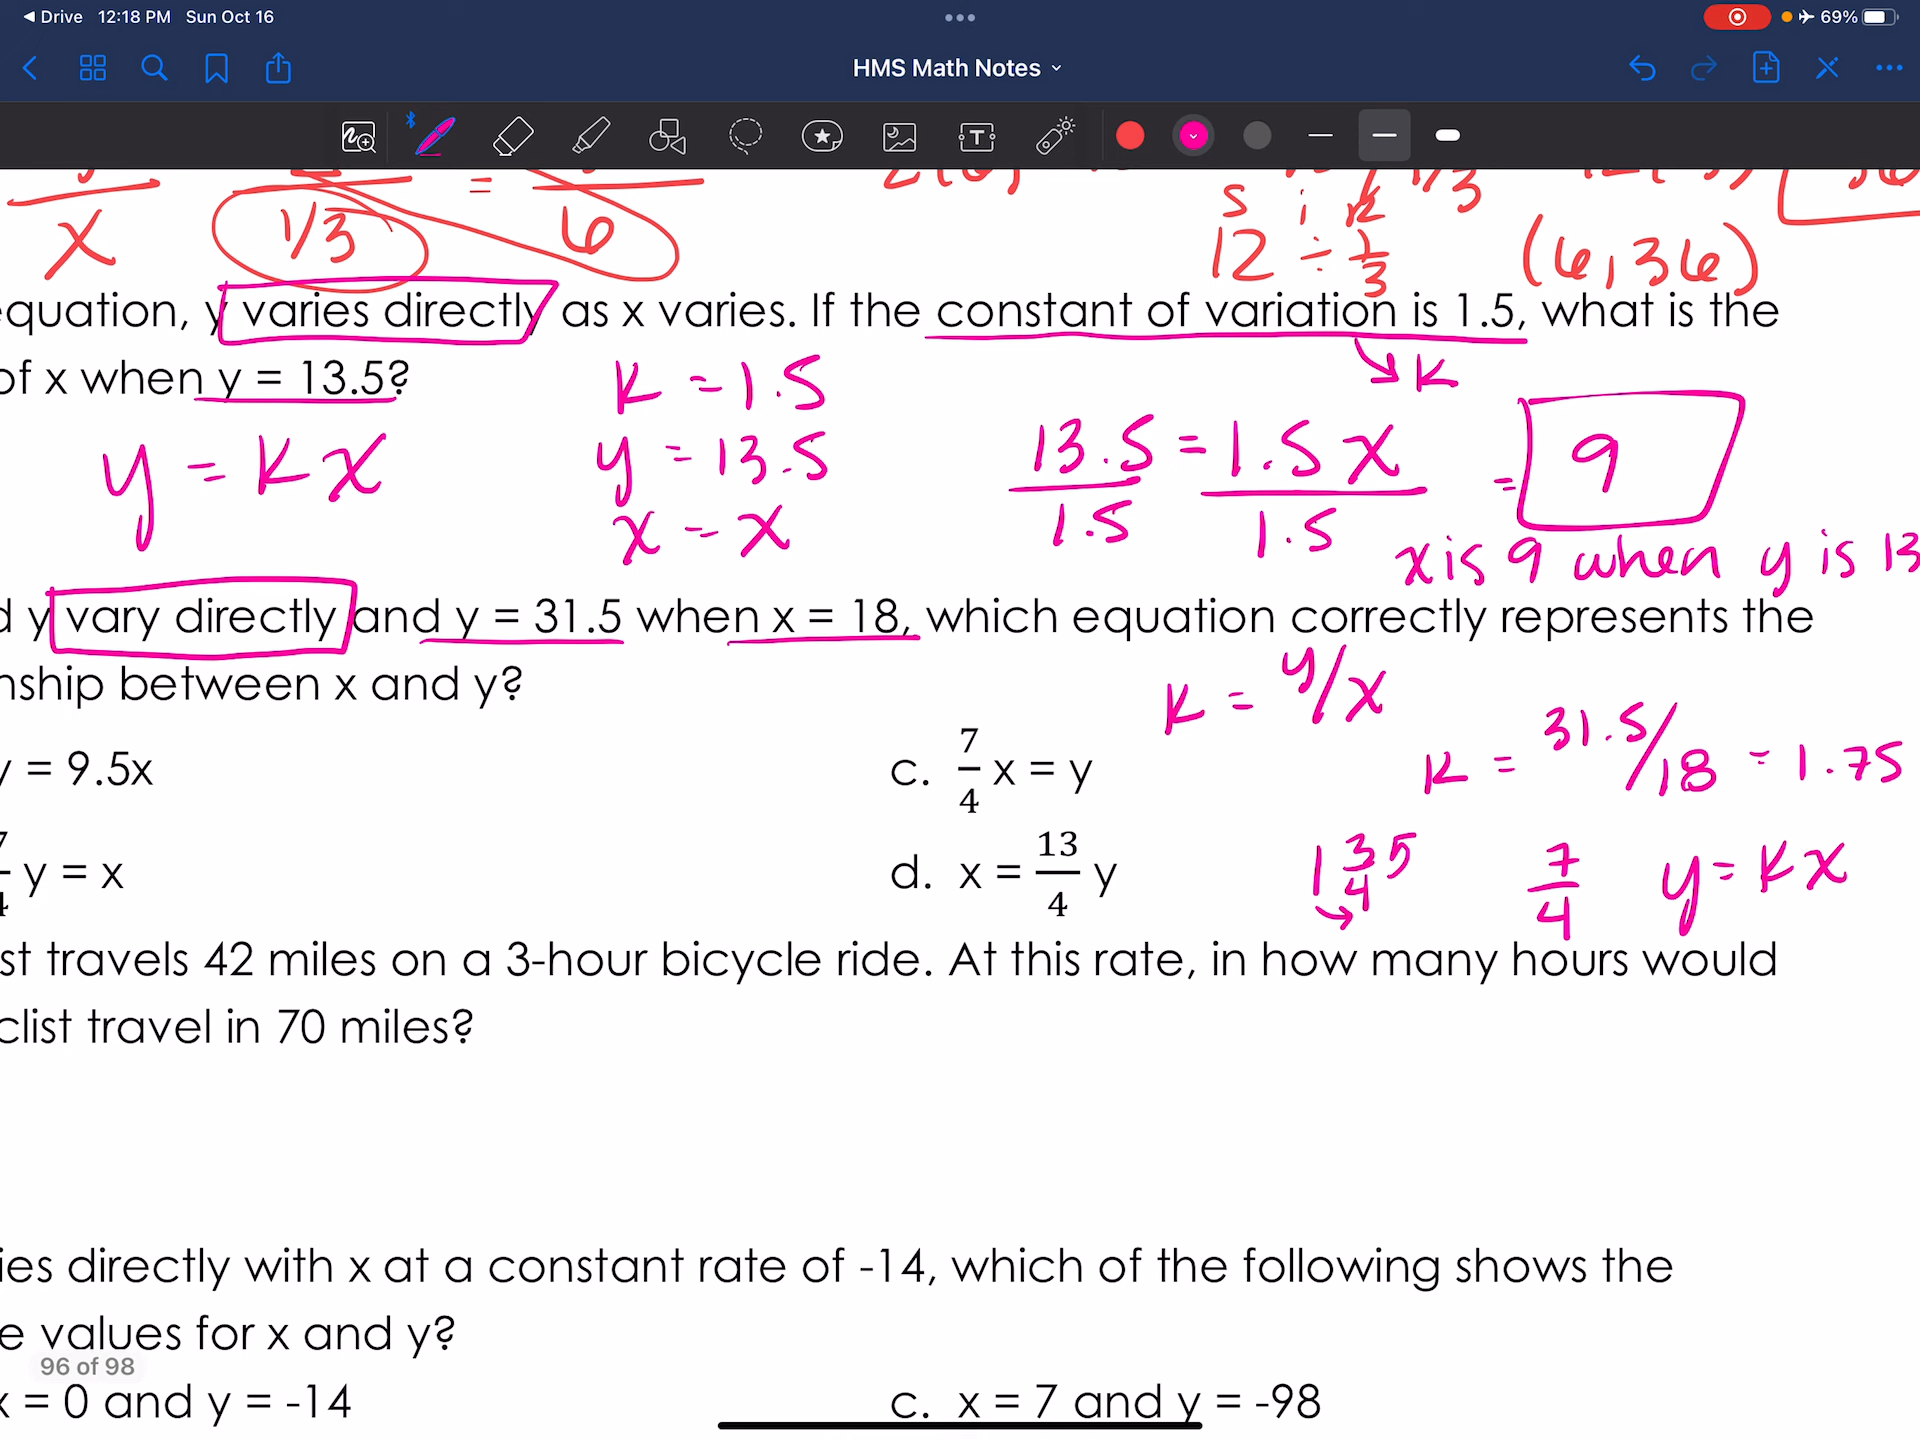 Drive 12:18 PM Sun Oct 16
69%
HMS Math Notes
x 1/3 = 6
12 ÷ 1/3 (6,36)
equation, y varies directly as x varies. If the constant of variation is 1.5, what is the
of x when y = 13.5?
K
K = 1.5
y = Kx
y = 13.5
x = x
13.5 = 1.5x
1.5 1.5
= 9
x is 9 when y is 13
d y vary directly and y = 31.5 when x = 18, which equation correctly represents the
nship between x and y?
K = y/x
K = 31.5/18 = 1.75
y = 9.5x
c. 7/4 x = y
y = x
d. x = 13/4 y
1 3/4 5
7/4
y = Kx
st travels 42 miles on a 3-hour bicycle ride. At this rate, in how many hours would
clist travel in 70 miles?
ies directly with x at a constant rate of -14, which of the following shows the
e values for x and y?
96 of 98
x = 0 and y = -14
c. x = 7 and y = -98